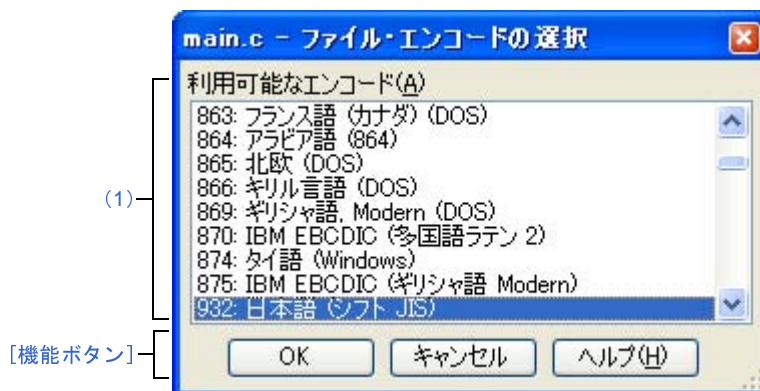 main.c - ファイル・エンコードの選択
利用可能なエンコード(A)
863: フランス語 (カナダ) (DOS)
864: アラビア語 (864)
865: 北欧 (DOS)
866: キリル言語 (DOS)
869: ギリシャ語, Modern (DOS)
870: IBM EBCDIC (多国語ラテン 2)
874: タイ語 (Windows)
875: IBM EBCDIC (ギリシャ語 Modern)
932: 日本語 (シフト JIS)
(1)
[機能ボタン]
OK キャンセル ヘルプ(H)